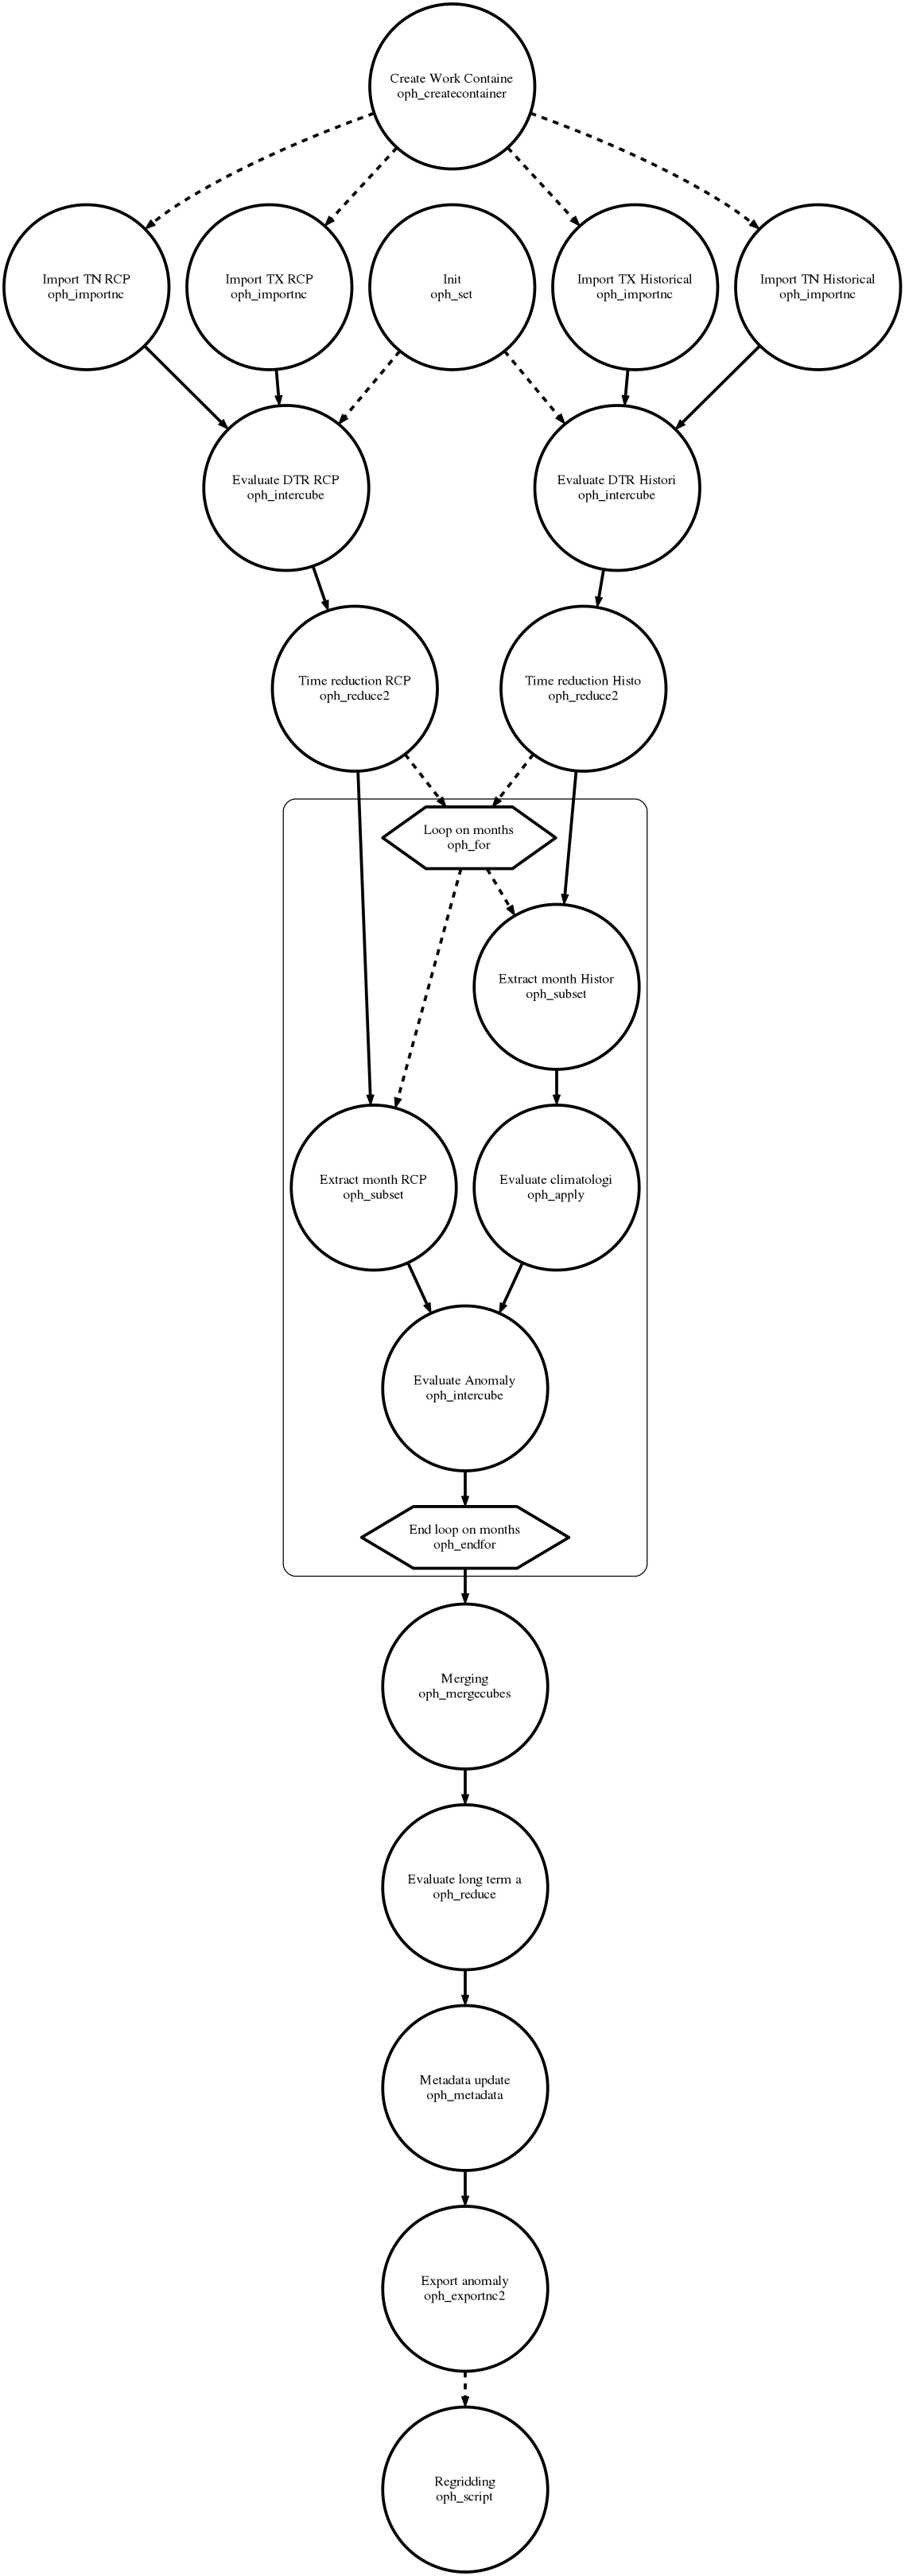 Create Work Containe
oph_createcontainer
Import TN RCP
oph_importnc
Import TX RCP
oph_importnc
Init
oph_set
Import TX Historical
oph_importnc
Import TN Historical
oph_importnc
Evaluate DTR RCP
oph_intercube
Evaluate DTR Histori
oph_intercube
Time reduction RCP
oph_reduce2
Time reduction Histo
oph_reduce2
Loop on months
oph_for
Extract month Histor
oph_subset
Extract month RCP
oph_subset
Evaluate climatologi
oph_apply
Evaluate Anomaly
oph_intercube
End loop on months
oph_endfor
Merging
oph_mergecubes
Evaluate long term a
oph_reduce
Metadata update
oph_metadata
Export anomaly
oph_exportnc2
Regridding
oph_script